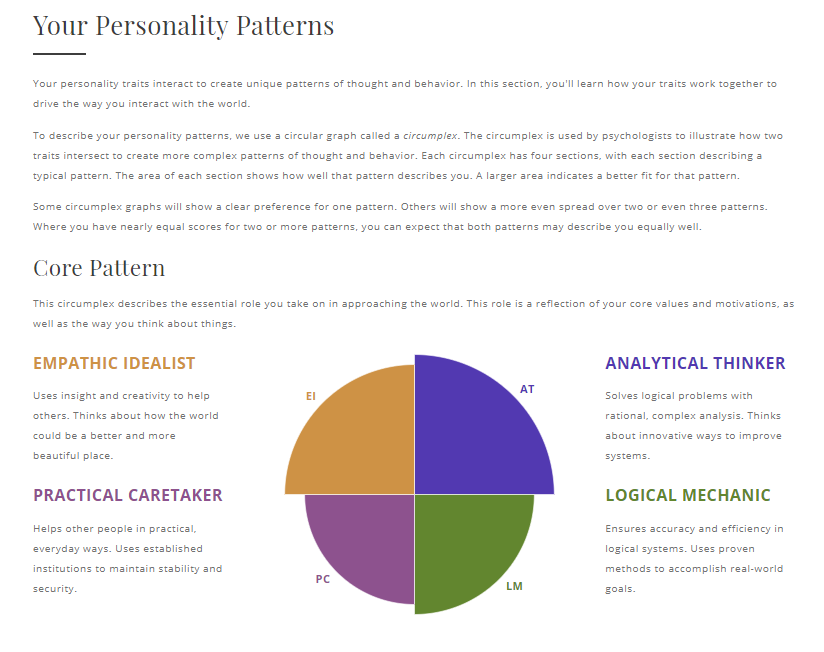 Your Personality Patterns
Your personality traits interact to create unique patterns of thought and behavior. In this section, you'll learn how your traits work together to
drive the way you interact with the world.
To describe your personality patterns, we use a circular graph called a circumplex. The circumplex is used by psychologists to illustrate how two
traits intersect to create more complex patterns of thought and behavior. Each circumplex has four sections, with each section describing a
typical pattern. The area of each section shows how well that pattern describes you. A larger area indicates a better fit for that pattern.
Some circumplex graphs will show a clear preference for one pattern. Others will show a more even spread over two or even three patterns.
Where you have nearly equal scores for two or more patterns, you can expect that both patterns may describe you equally well.
Core Pattern
This circumplex describes the essential role you take on in approaching the world. This role is a reflection of your core values and motivations, as
well as the way you think about things.
EMPATHIC IDEALIST
Uses insight and creativity to help
others. Thinks about how the world
could be a better and more
beautiful place.
PRACTICAL CARETAKER
Helps other people in practical,
everyday ways. Uses established
institutions to maintain stability and
security.
EI
AT
PC
LM
ANALYTICAL THINKER
Solves logical problems with
rational, complex analysis. Thinks
about innovative ways to improve
systems.
LOGICAL MECHANIC
Ensures accuracy and efficiency in
logical systems. Uses proven
methods to accomplish real-world
goals.